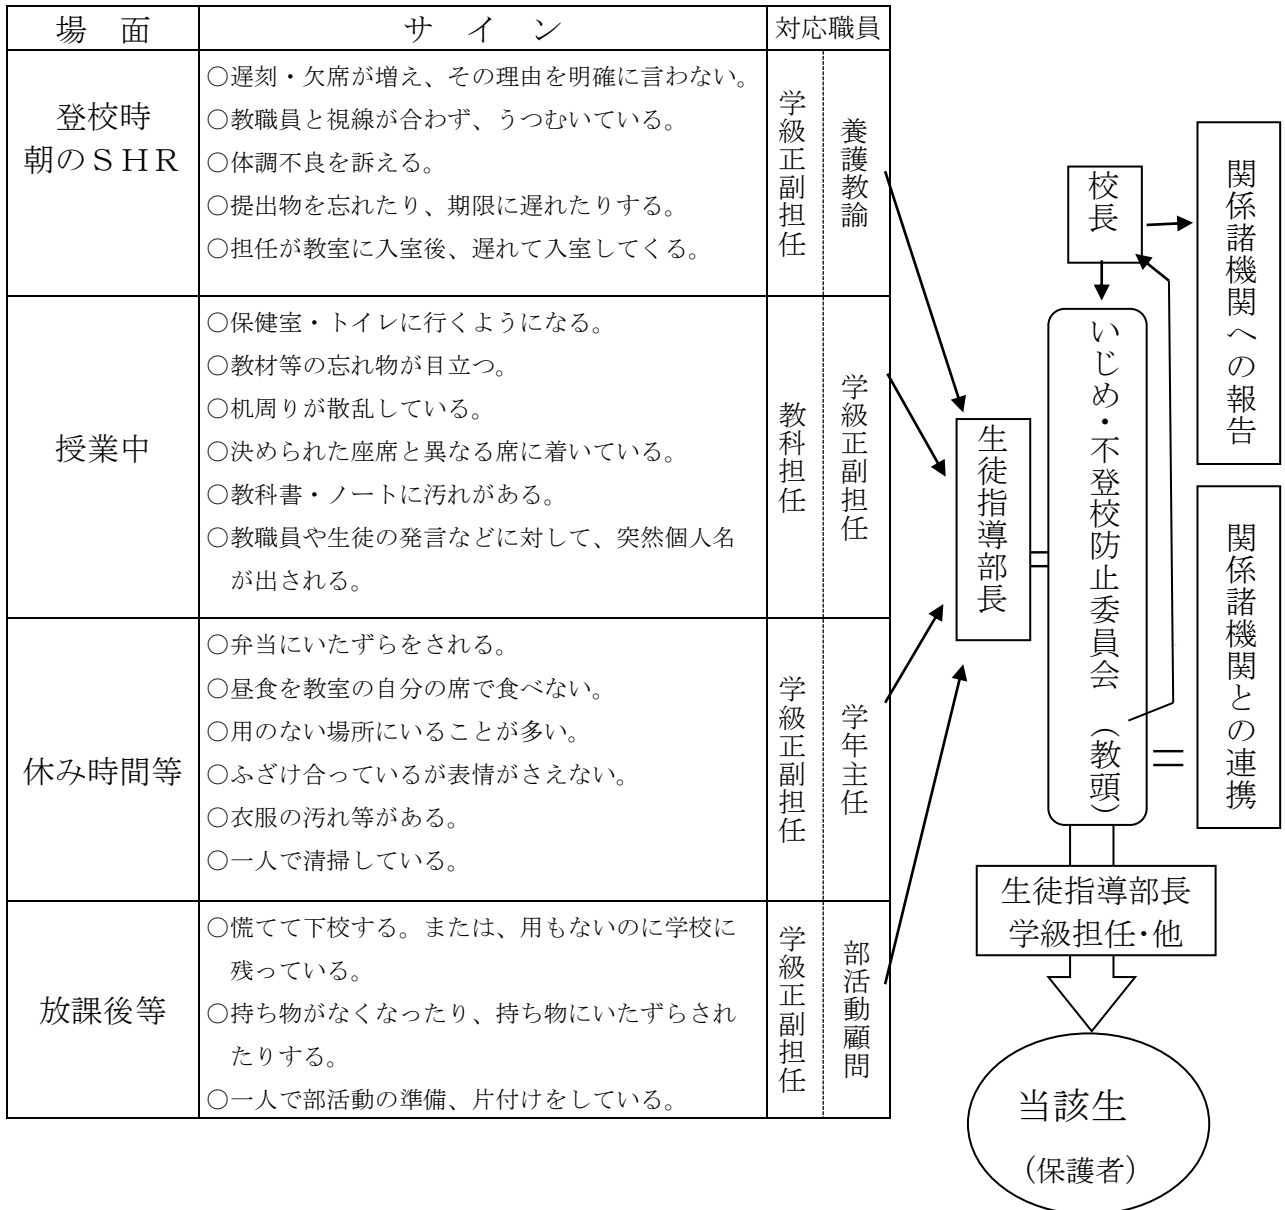 場　面
サ　イ　ン
対応職員
登校時
朝のＳＨＲ
○遅刻・欠席が増え、その理由を明確に言わない。
○教職員と視線が合わず、うつむいている。
○体調不良を訴える。
○提出物を忘れたり、期限に遅れたりする。
○担任が教室に入室後、遅れて入室してくる。
学級正副担任
養護教諭
授業中
○保健室・トイレに行くようになる。
○教材等の忘れ物が目立つ。
○机周りが散乱している。
○決められた座席と異なる席に着いている。
○教科書・ノートに汚れがある。
○教職員や生徒の発言などに対して、突然個人名
が出される。
教科担任
学級正副担任
休み時間等
○弁当にいたずらをされる。
○昼食を教室の自分の席で食べない。
○用のない場所にいることが多い。
○ふざけ合っているが表情がさえない。
○衣服の汚れ等がある。
○一人で清掃している。
学級正副担任
学年主任
放課後等
○慌てて下校する。または、用もないのに学校に
残っている。
○持ち物がなくなったり、持ち物にいたずらされ
たりする。
○一人で部活動の準備、片付けをしている。
学級正副担任
部活動顧問
生徒指導部長
校長
いじめ・不登校防止委員会　（教頭）
関係諸機関への報告
関係諸機関との連携
生徒指導部長
学級担任・他
当該生
（保護者）